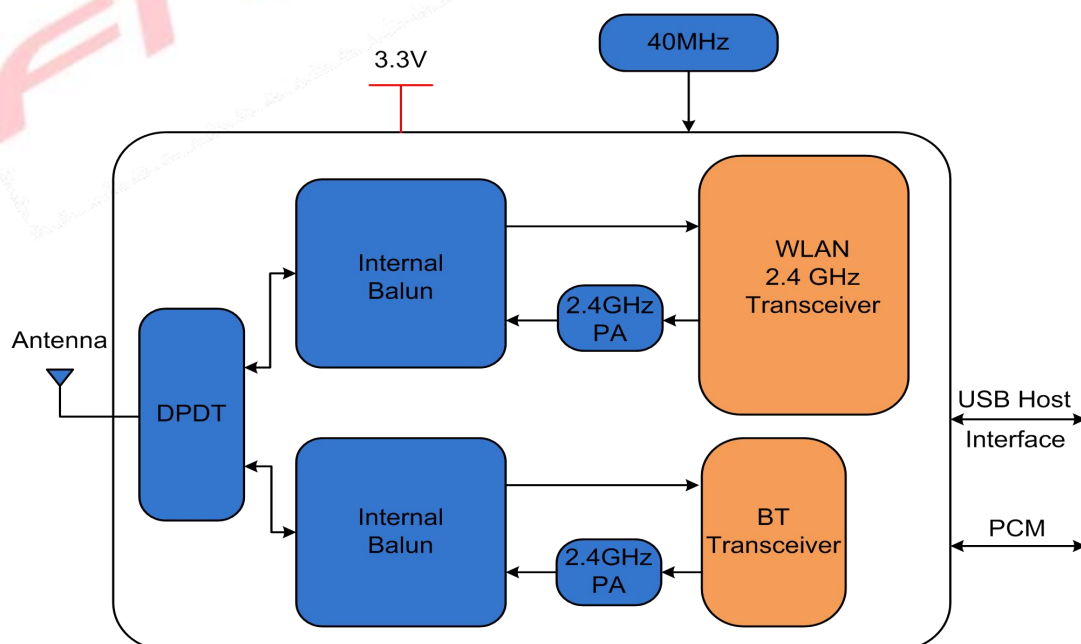 40MHz
3.3V
Internal
Balun
WLAN
2.4 GHz
Transceiver
2.4GHz
PA
Antenna
DPDT
USB Host
Interface
Internal
Balun
BT
Transceiver
2.4GHz
PA
PCM